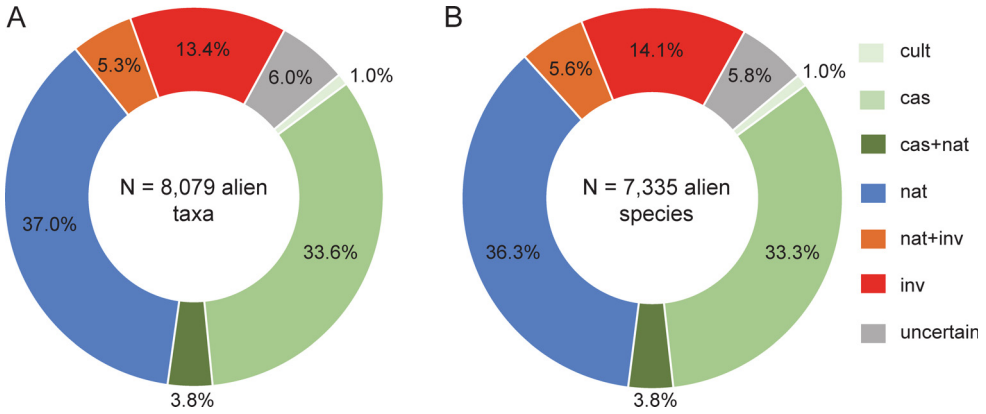 A
5.3%
13.4%
6.0%
1.0%
37.0%
N = 8,079 alien
taxa
33.6%
3.8%
B
5.6%
14.1%
5.8%
1.0%
36.3%
N = 7,335 alien
species
33.3%
3.8%
cult
cas
cas+nat
nat
nat+inv
inv
uncertain